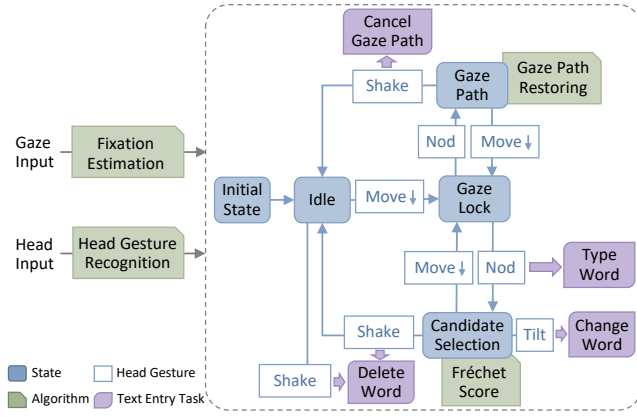 Cancel
Gaze Path
Shake
Gaze
Path
Gaze Path
Restoring
Gaze
Input
Fixation
Estimation
Nod
Move↓
Initial
State
Idle
Move↓
Gaze
Lock
Head
Input
Head Gesture
Recognition
Move↓
Nod
Type
Word
Shake
Candidate
Selection
Tilt
Change
Word
Shake
Delete
Word
Fréchet
Score
State
Head Gesture
Algorithm
Text Entry Task